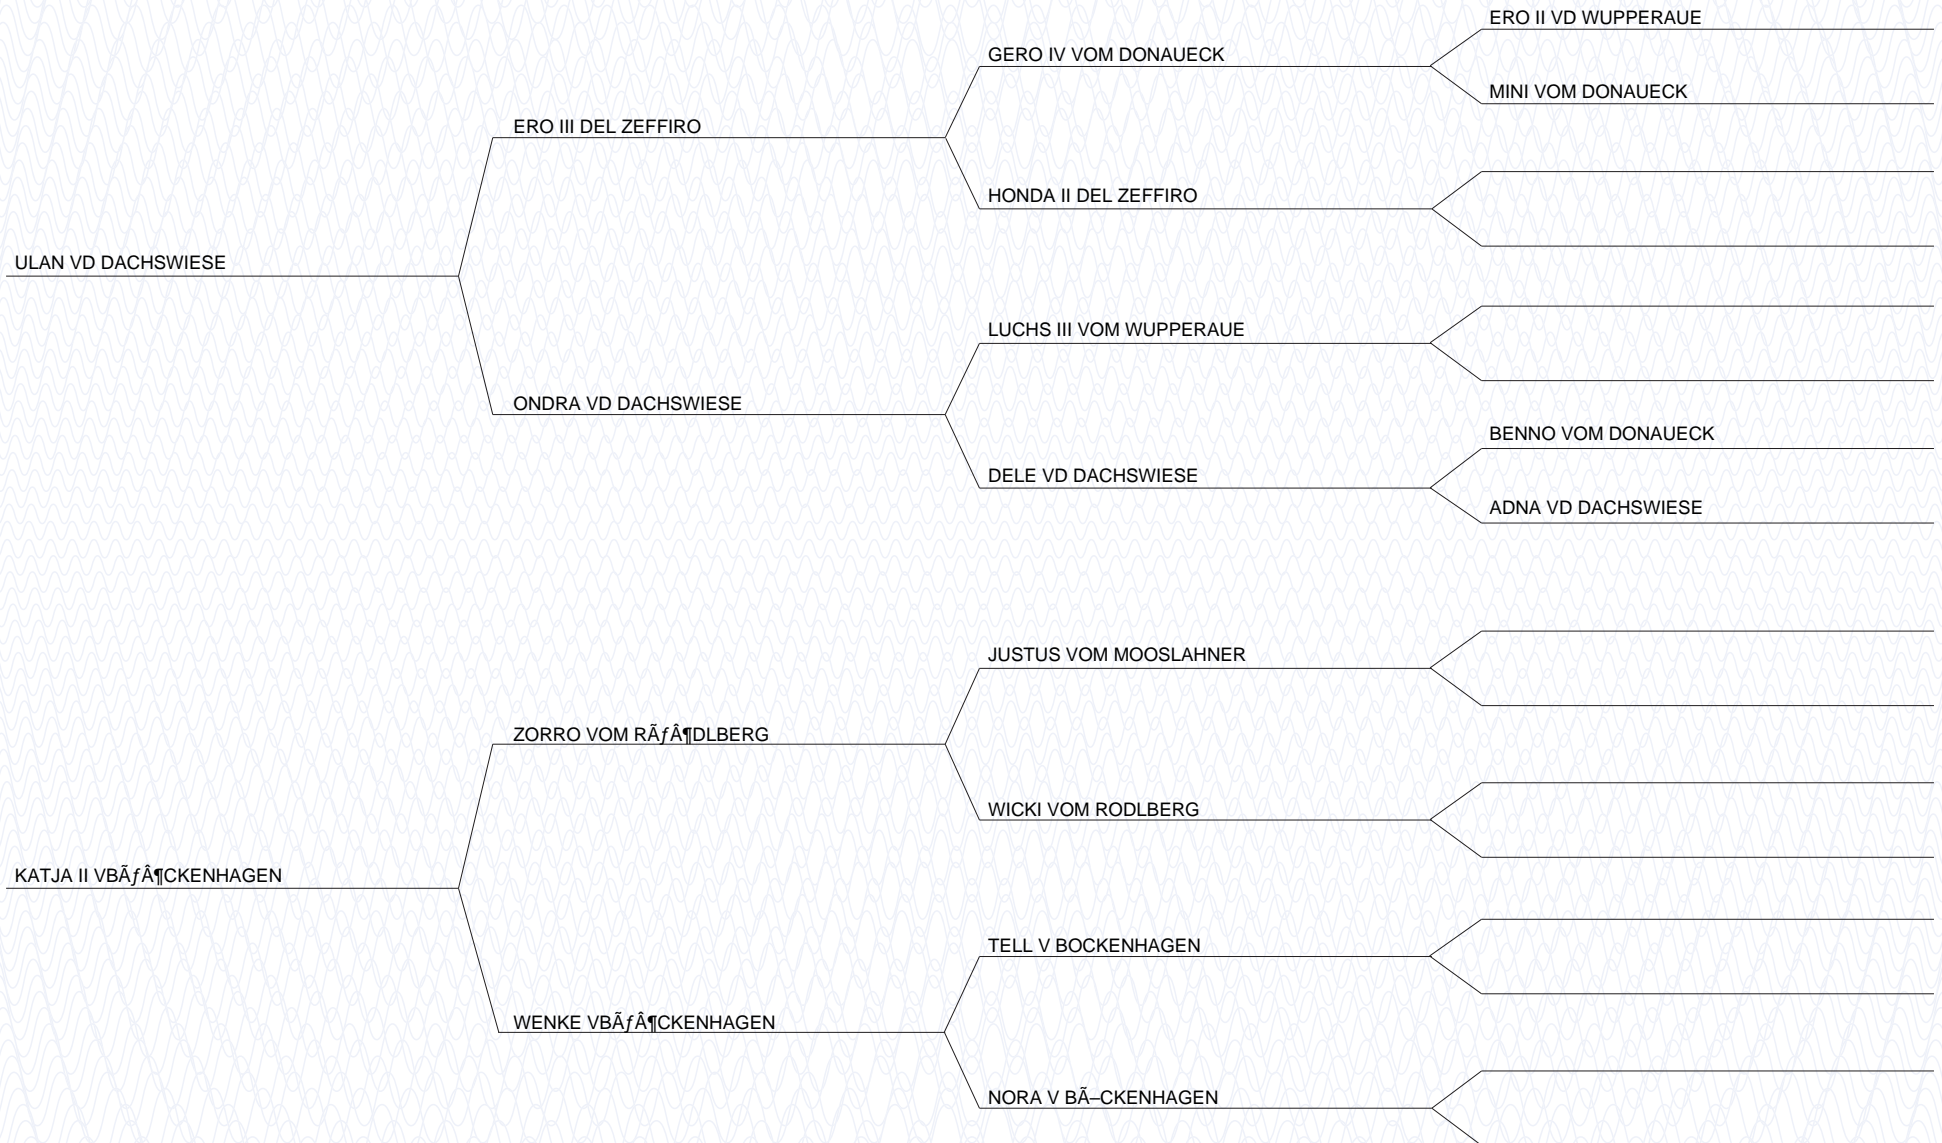 ERO II VD WUPPERAUE
GERO IV VOM DONAUECK
MINI VOM DONAUECK
ERO III DEL ZEFFIRO
HONDA II DEL ZEFFIRO
ULAN VD DACHSWIESE
LUCHS III VOM WUPPERAUE
ONDRA VD DACHSWIESE
BENNO VOM DONAUECK
DELE VD DACHSWIESE
ADNA VD DACHSWIESE
JUSTUS VOM MOOSLAHNER
ZORRO VOM RÃƒÂ¶DLBERG
WICKI VOM RODLBERG
KATJA II VBÃƒÂ¶CKENHAGEN
TELL V BOCKENHAGEN
WENKE VBÃƒÂ¶CKENHAGEN
NORA V BÃ–CKENHAGEN